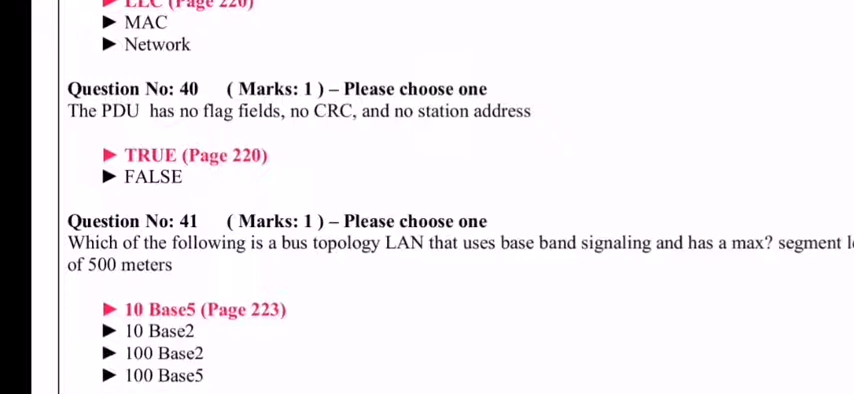 ► LLC (Page 220)
► MAC
► Network
Question No: 40 ( Marks: 1 ) – Please choose one
The PDU has no flag fields, no CRC, and no station address
► TRUE (Page 220)
► FALSE
Question No: 41 ( Marks: 1 ) – Please choose one
Which of the following is a bus topology LAN that uses base band signaling and has a max? segment
of 500 meters
► 10 Base5 (Page 223)
► 10 Base2
► 100 Base2
► 100 Base5